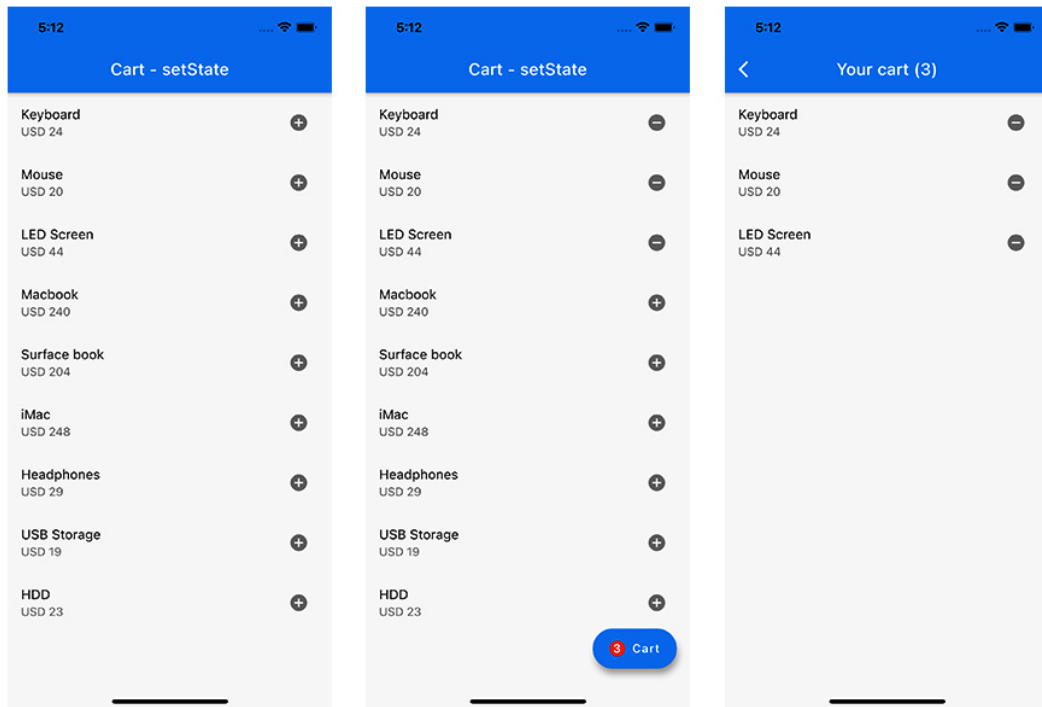 5:12
Cart - setState
Keyboard
USD 24
Mouse
USD 20
LED Screen
USD 44
Macbook
USD 240
Surface book
USD 204
iMac
USD 248
Headphones
USD 29
USB Storage
USD 19
HDD
USD 23
5:12
Cart - setState
Keyboard
USD 24
Mouse
USD 20
LED Screen
USD 44
Macbook
USD 240
Surface book
USD 204
iMac
USD 248
Headphones
USD 29
USB Storage
USD 19
HDD
USD 23
3 Cart
5:12
Your cart (3)
Keyboard
USD 24
Mouse
USD 20
LED Screen
USD 44